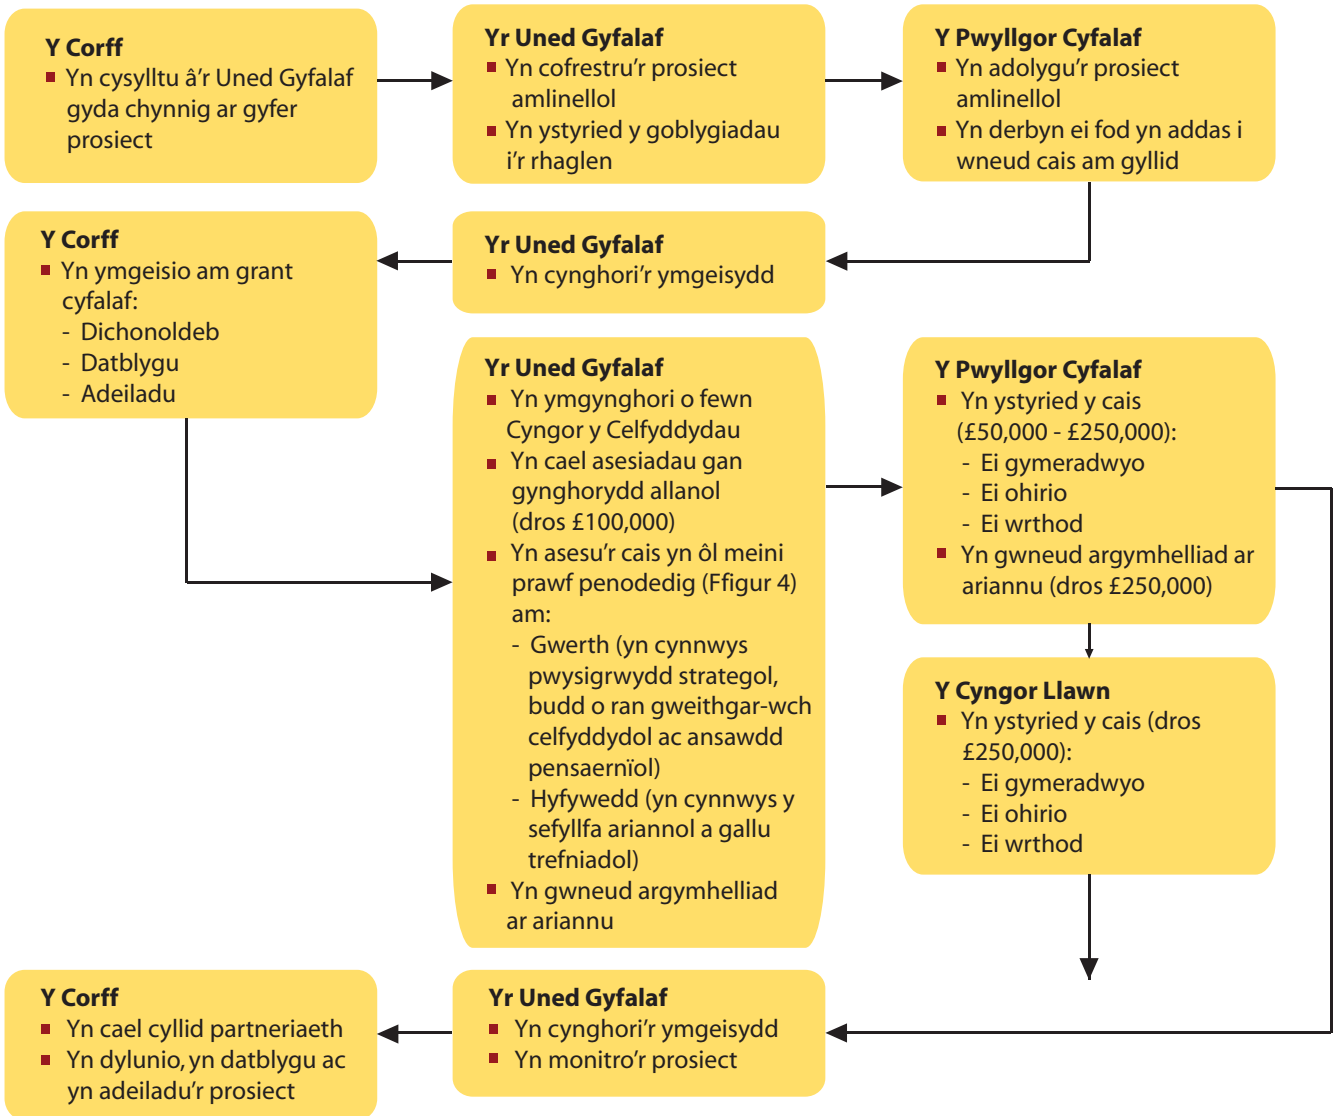 Y Corff
Yn cysylltu â'r Uned Gyfalaf
gyda chynnig ar gyfer
prosiect
Yr Uned Gyfalaf
Yn cofrestru'r prosiect
amlinellol
Yn ystyried y goblygiadau
i'r rhaglen
Y Pwyllgor Cyfalaf
Yn adolygu'r prosiect
amlinellol
Yn derbyn ei fod yn addas i
wneud cais am gyllid
Yr Uned Gyfalaf
Yn cynghori'r ymgeisydd
Y Corff
Yn ymgeisio am grant
cyfalaf:
- Dichonoldeb
- Datblygu
- Adeiladu
Yr Uned Gyfalaf
Yn ymgynghori o fewn
Cyngor y Celfyddydau
Yn cael asesiadau gan
gynghorydd allanol
(dros £100,000)
Yn asesu'r cais yn ôl meini
prawf penodedig (Ffigur 4)
am:
- Gwerth (yn cynnwys
pwysigrwydd strategol,
budd o ran gweithgar-wch
celfyddydol ac ansawdd
pensaernïol)
- Hyfywedd (yn cynnwys y
sefyllfa ariannol a gallu
trefniadol)
Yn gwneud argymhelliad
ar ariannu
Y Pwyllgor Cyfalaf
Yn ystyried y cais
(£50,000 - £250,000):
- Ei gymeradwyo
- Ei ohirio
- Ei wrthod
Yn gwneud argymhelliad ar
ariannu (dros £250,000)
Y Cyngor Llawn
Yn ystyried y cais (dros
£250,000):
- Ei gymeradwyo
- Ei ohirio
- Ei wrthod
Yr Uned Gyfalaf
Yn cynghori'r ymgeisydd
Yn monitro'r prosiect
Y Corff
Yn cael cyllid partneriaeth
Yn dylunio, yn datblygu ac
yn adeiladu'r prosiect